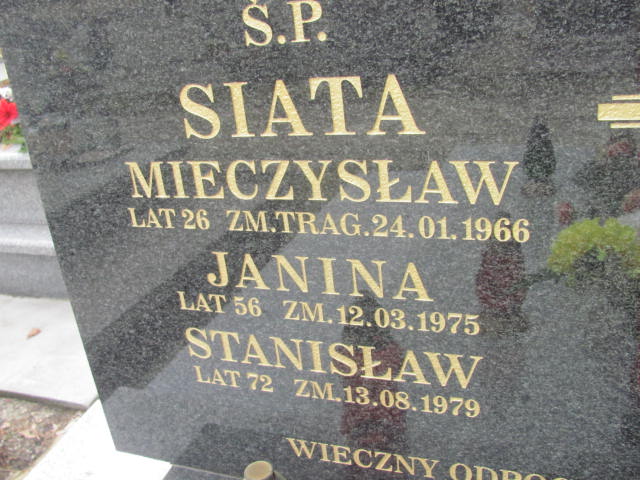 Ś.P.
SIATA
MIECZYSŁAW
LAT 26 ZM.TRAG.24.01.1966
JANINA
LAT 56 ZM.12.03.1975
STANISŁAW
LAT 72 ZM.13.08.1979
WIECZNY